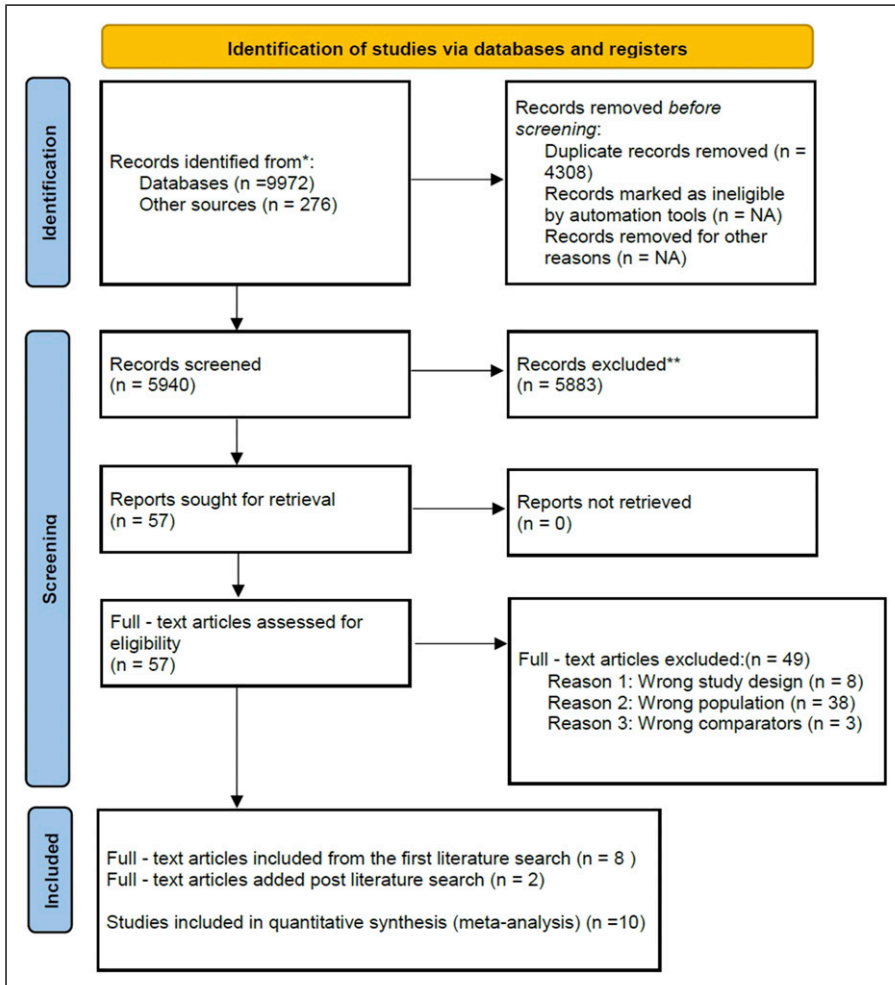 Identification of studies via databases and registers
Identification
Records identified from*:
Databases (n =9972)
Other sources (n = 276)
Records removed before
screening:
Duplicate records removed (n =
4308)
Records marked as ineligible
by automation tools (n = NA)
Records removed for other
reasons (n = NA)
Screening
Records screened
(n = 5940)
Records excluded**
(n = 5883)
Reports sought for retrieval
(n = 57)
Reports not retrieved
(n = 0)
Full - text articles assessed for
eligibility
(n = 57)
Full - text articles excluded:(n = 49)
Reason 1: Wrong study design (n = 8)
Reason 2: Wrong population (n = 38)
Reason 3: Wrong comparators (n = 3)
Included
Full - text articles included from the first literature search (n = 8 )
Full - text articles added post literature search (n = 2)
Studies included in quantitative synthesis (meta-analysis) (n =10)